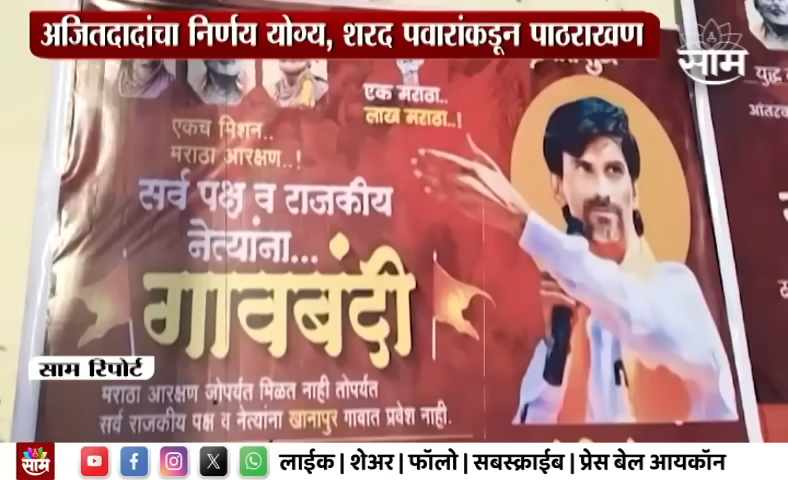 अजितदादांचा निर्णय योग्य, शरद पवारांकडून पाठराखण
साम
एक मराठा..
लाख मराठा..!
एकच मिशन..
मराठा आरक्षण..!
सर्व पक्ष व राजकीय
नेत्यांना...
गावबंदी
साम रिपोर्ट
मराठा आरक्षण जोपर्यंत मिळत नाही तोपर्यंत
सर्व राजकीय पक्ष व नेत्यांना खानापुर गावात प्रवेश नाही.
युद्ध
साम
लाईक | शेअर | फॉलो | सबस्क्राईब | प्रेस बेल आयकॉन